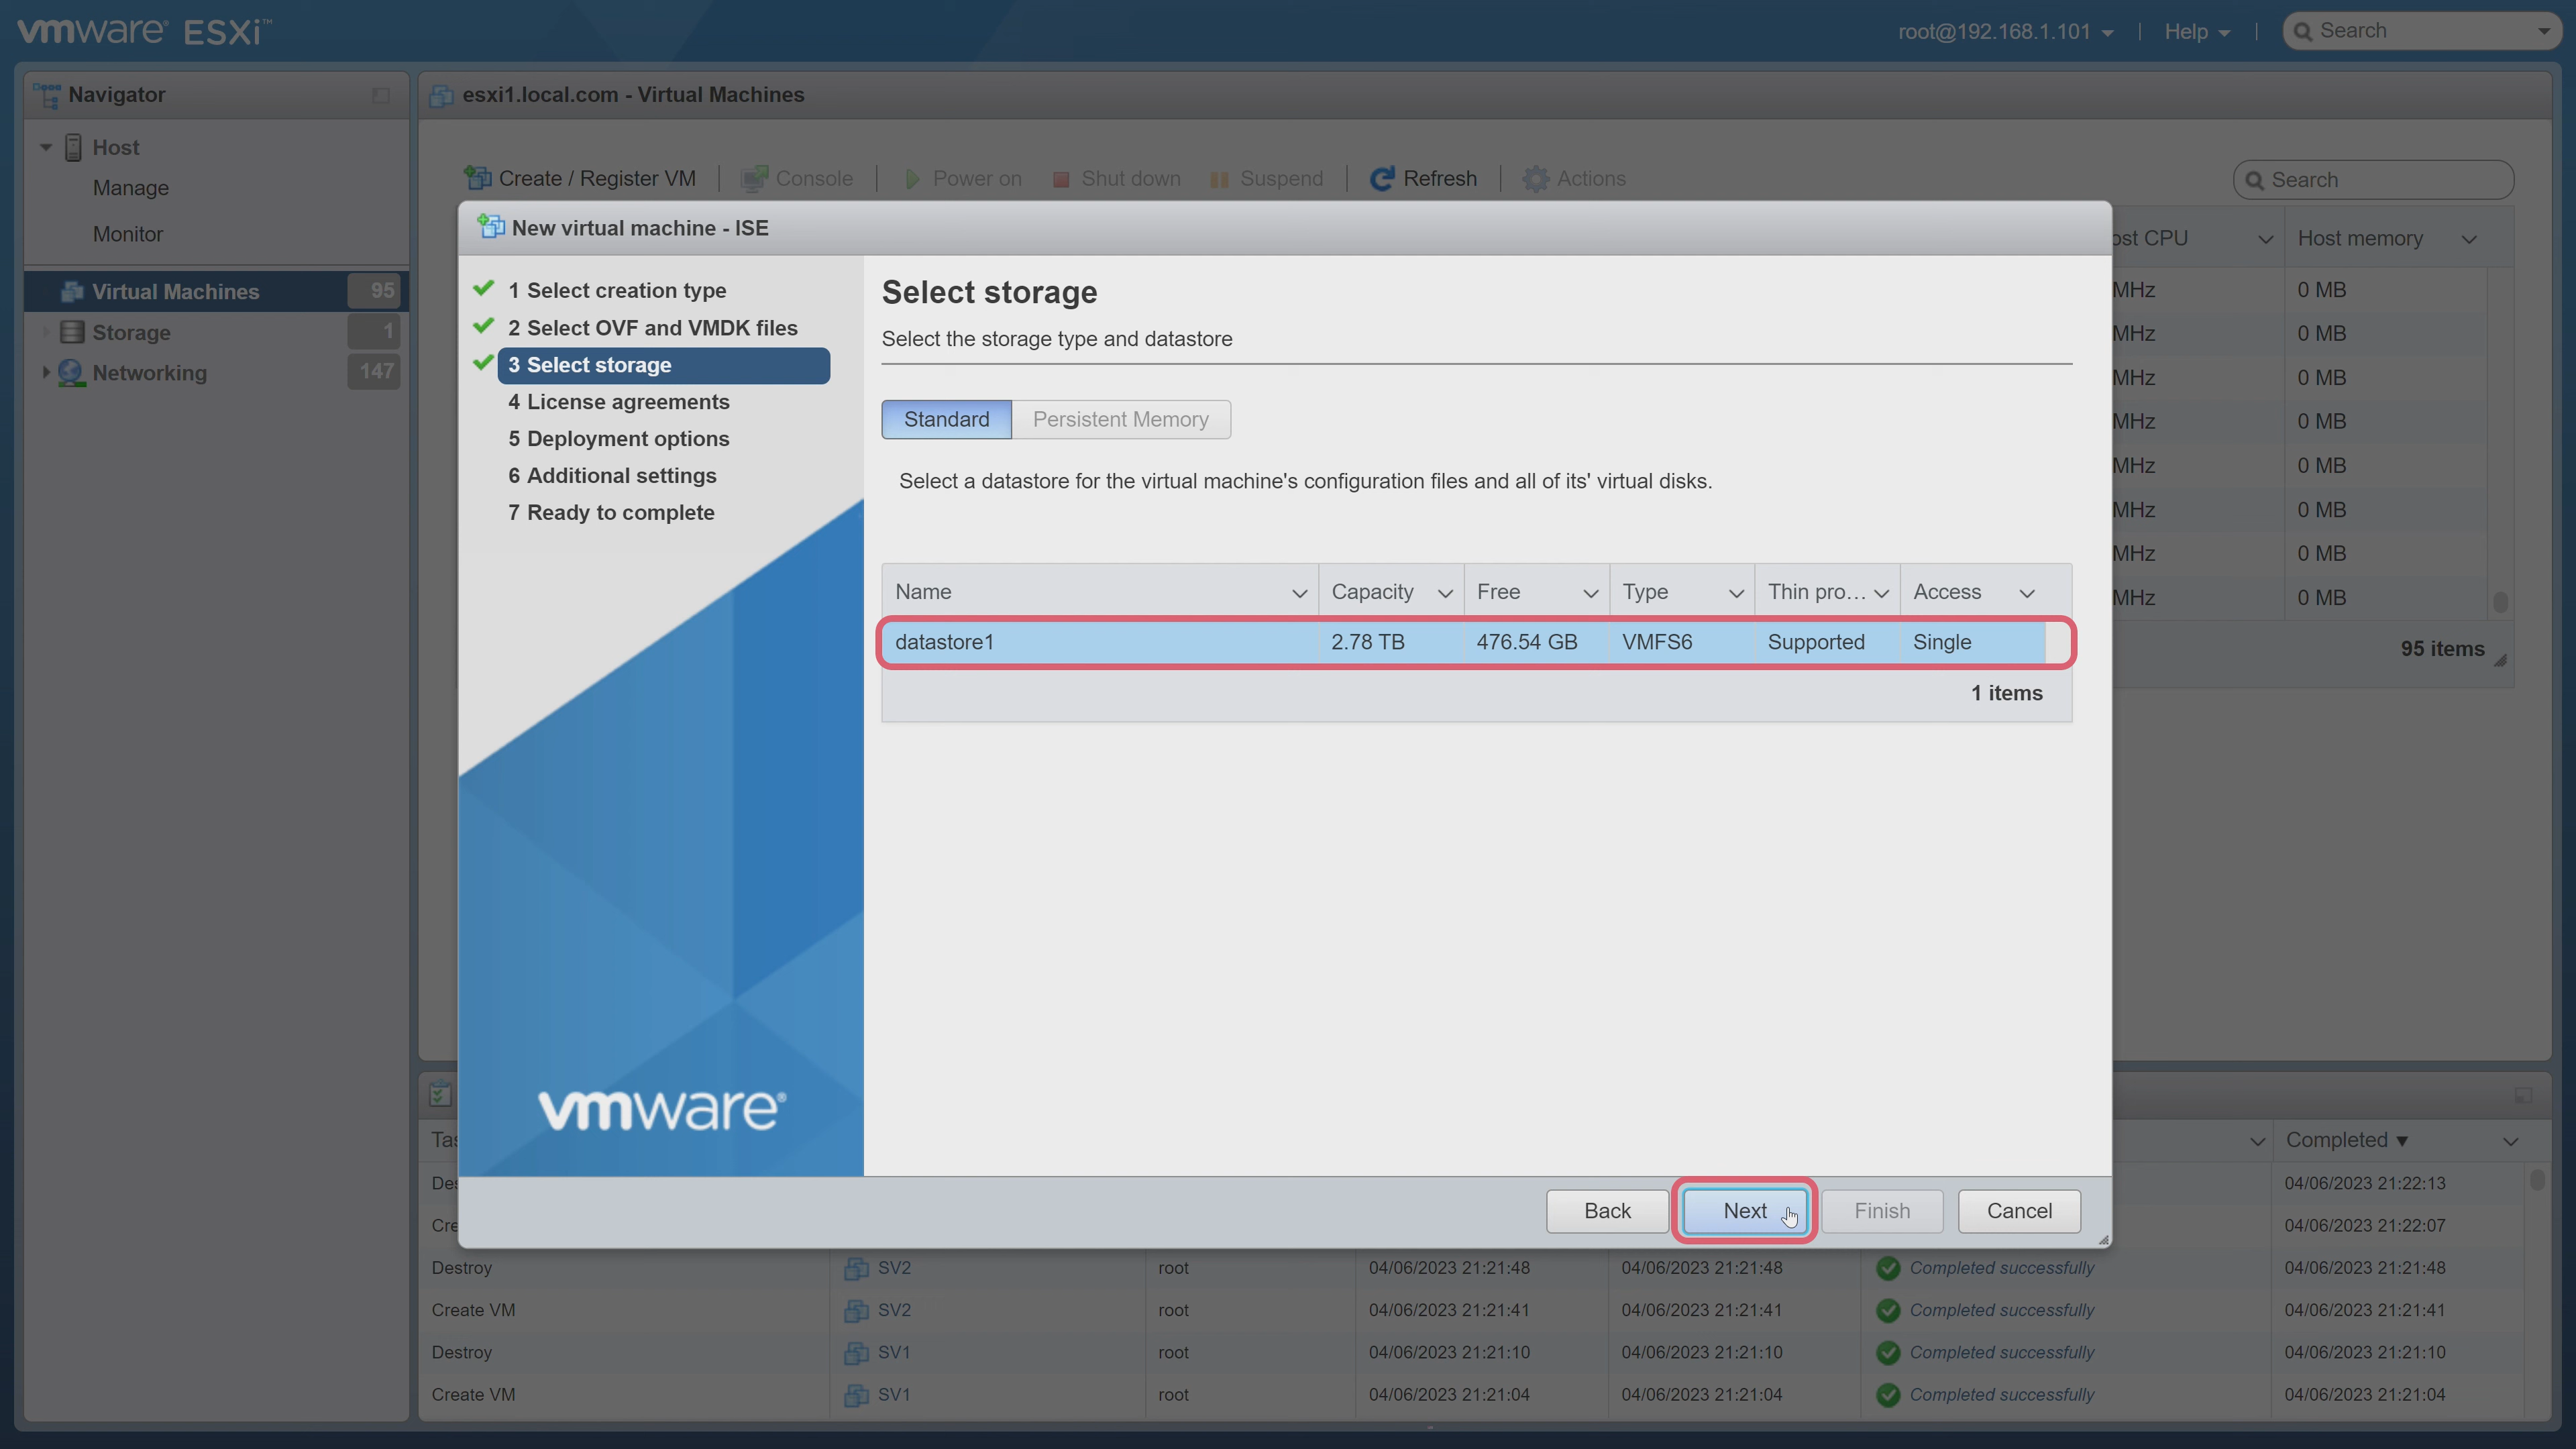 vmware® ESXi™
root@192.168.1.101
Help
Search
Navigator
Host
Manage
Monitor
Virtual Machines 95
Storage 1
Networking 147
esxi1.local.com - Virtual Machines
Create / Register VM
Console
Power on
Shut down
Suspend
Refresh
Actions
Search
CPU
Host memory
MHz 0 MB
MHz 0 MB
MHz 0 MB
MHz 0 MB
MHz 0 MB
MHz 0 MB
MHz 0 MB
MHz 0 MB
95 items
New virtual machine - ISE
1 Select creation type
2 Select OVF and VMDK files
3 Select storage
4 License agreements
5 Deployment options
6 Additional settings
7 Ready to complete
vmware®
Select storage
Select the storage type and datastore
Standard
Persistent Memory
Select a datastore for the virtual machine's configuration files and all of its' virtual disks.
Name Capacity Free Type Thin pro... Access
datastore1 2.78 TB 476.54 GB VMFS6 Supported Single
1 items
Back
Next
Finish
Cancel
Completed ▼
04/06/2023 21:22:13
04/06/2023 21:22:07
Destroy SV2 root 04/06/2023 21:21:48 04/06/2023 21:21:48 Completed successfully 04/06/2023 21:21:48
Create VM SV2 root 04/06/2023 21:21:41 04/06/2023 21:21:41 Completed successfully 04/06/2023 21:21:41
Destroy SV1 root 04/06/2023 21:21:10 04/06/2023 21:21:10 Completed successfully 04/06/2023 21:21:10
Create VM SV1 root 04/06/2023 21:21:04 04/06/2023 21:21:04 Completed successfully 04/06/2023 21:21:04